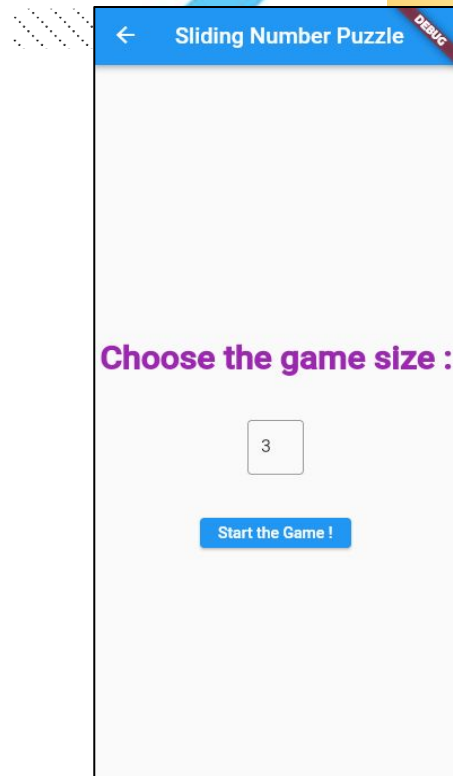 Sliding Number Puzzle
DEBUG
Choose the game size :
3
Start the Game !